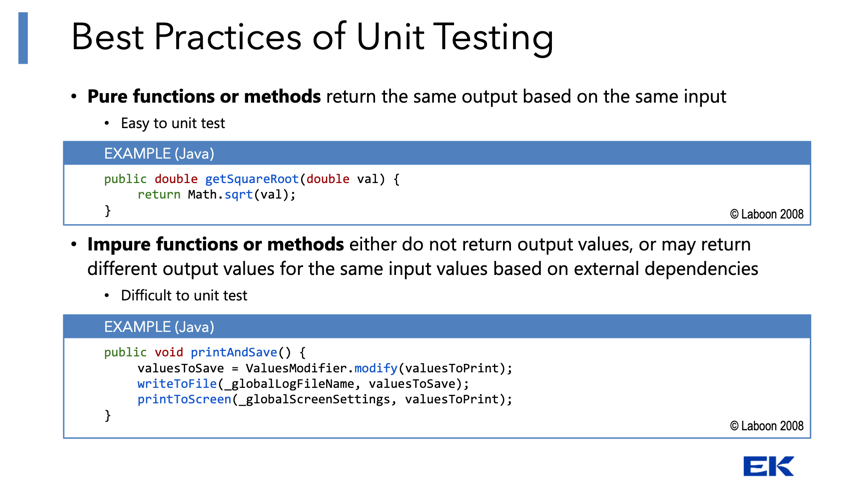 Best Practices of Unit Testing
• Pure functions or methods return the same output based on the same input
• Easy to unit test
EXAMPLE (Java)
public double getSquareRoot(double val) {
return Math.sqrt(val);
}
© Laboon 2008
• Impure functions or methods either do not return output values, or may return
different output values for the same input values based on external dependencies
• Difficult to unit test
EXAMPLE (Java)
public void printAndSave() {
valuesToSave = ValuesModifier.modify(valuesToPrint);
writeToFile(_globalLogFileName, valuesToSave);
printToScreen(_globalScreenSettings, valuesToPrint);
}
© Laboon 2008
EK